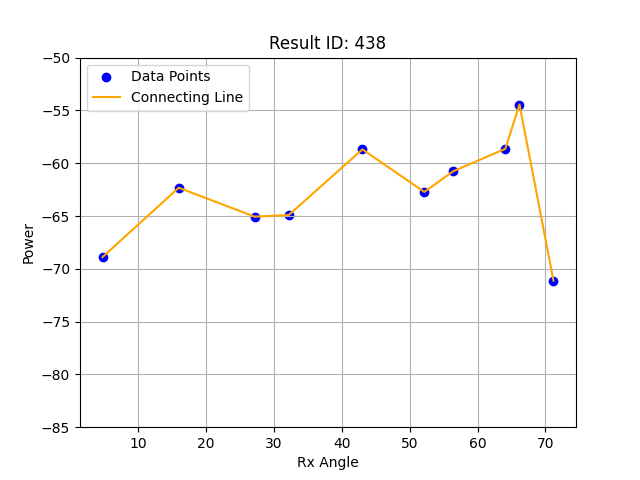 Result ID: 438
Data Points
Connecting Line
Power
−50
−55
−60
−65
−70
−75
−80
−85
10 20 30 40 50 60 70
Rx Angle